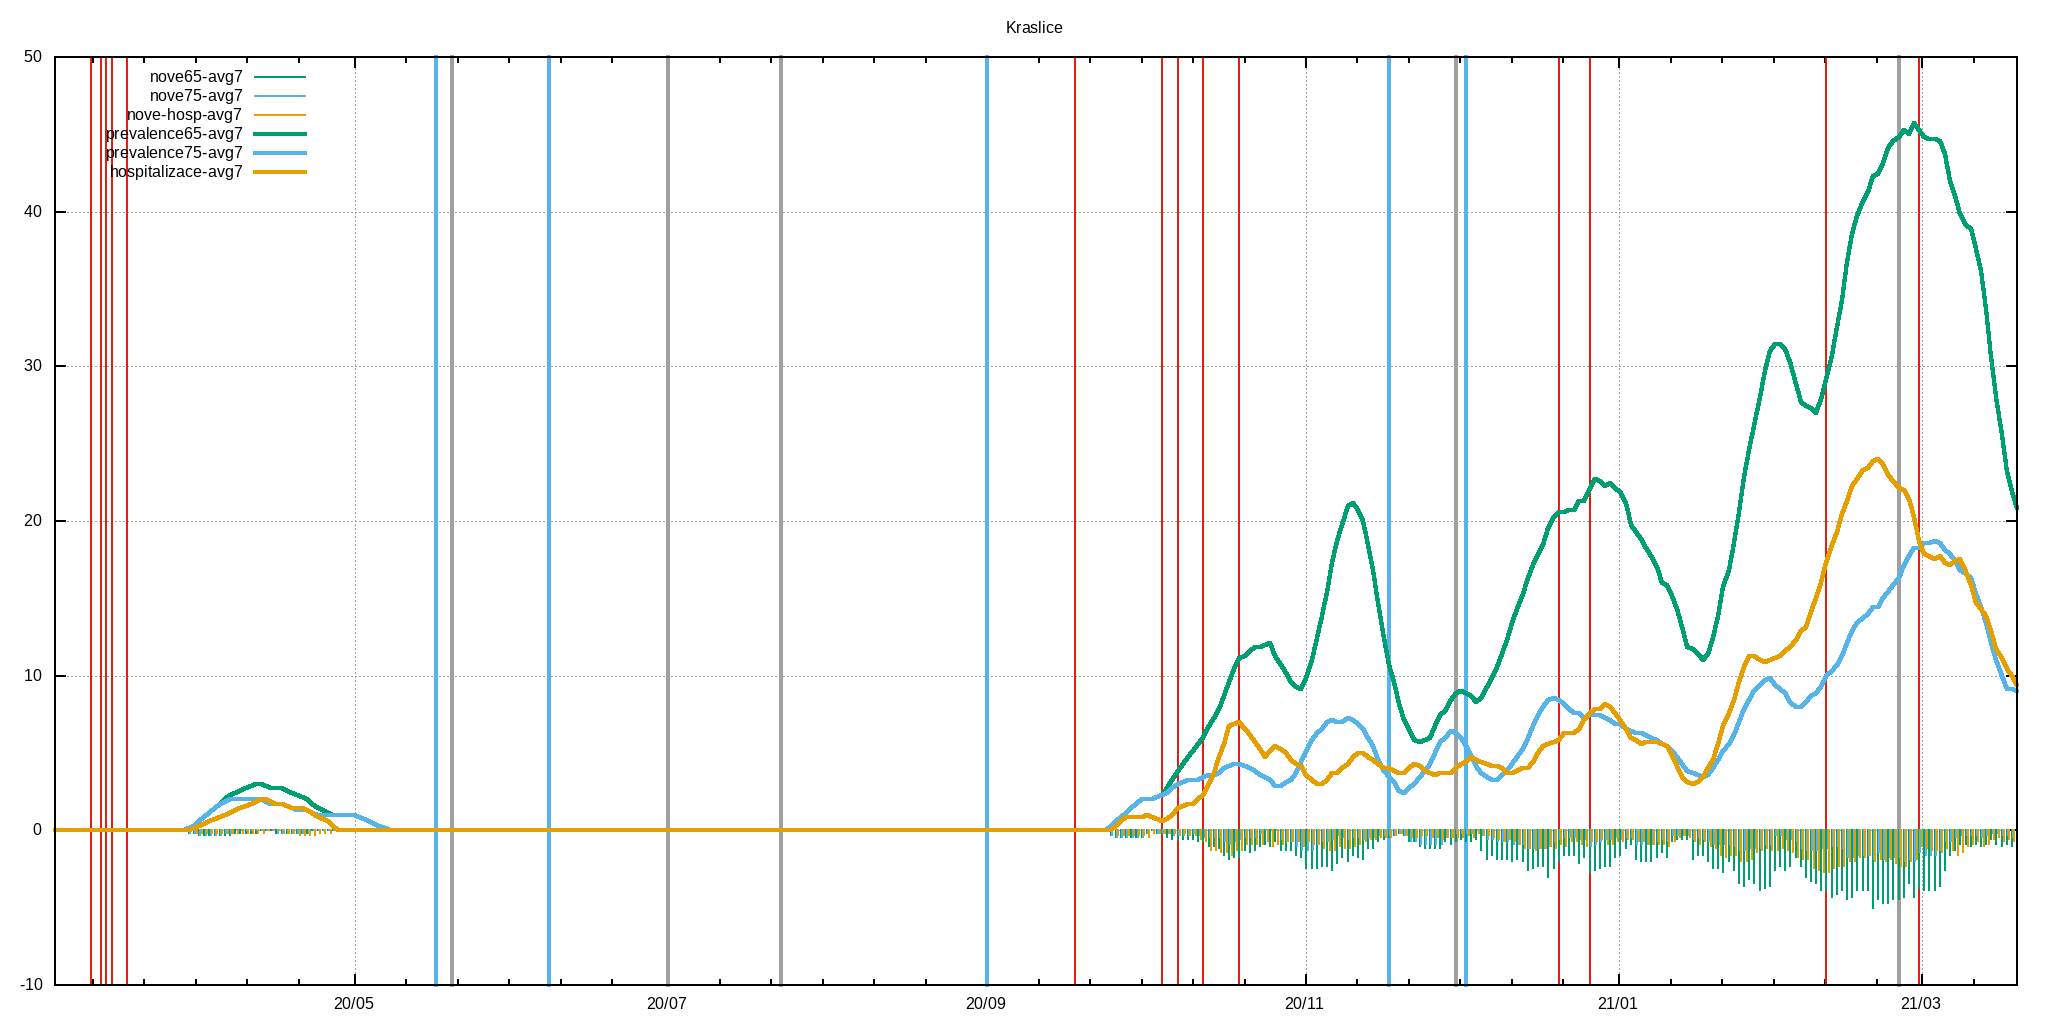 Kraslice
50
nove65-avg7
nove75-avg7
nove-hosp-avg7
prevalence65-avg7
prevalence75-avg7
hospitalizace-avg7
40
30
20
10
0
-10
20/05
20/07
20/09
20/11
21/01
21/03